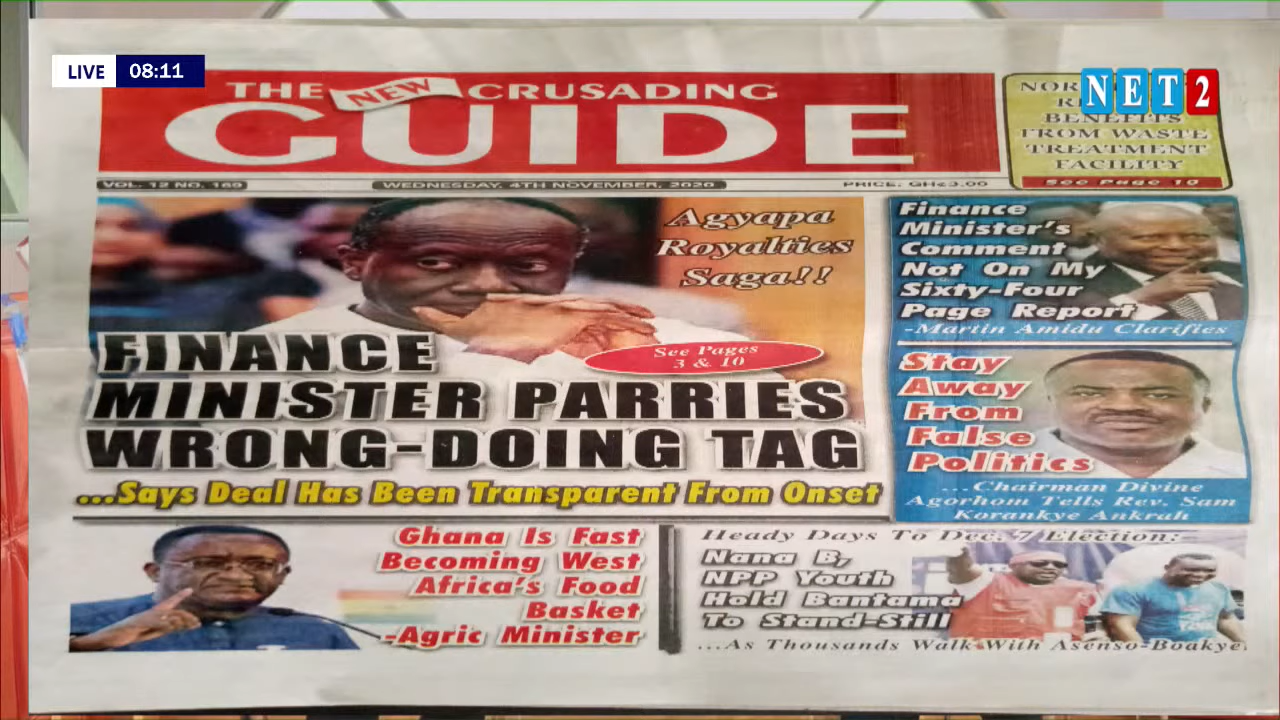 LIVE 08:11
NET2
THE NEW CRUSADING
GUIDE
VOL. 12 NO. 169
WEDNESDAY, 4TH NOVEMBER, 2020
PRICE: GH¢3.00
BENEFITS
FROM WASTE
TREATMENT
FACILITY
See Page 10
Agyapa
Royalties
Saga!!
FINANCE
MINISTER PARRIES
WRONG-DOING TAG
See Pages
3 & 10
...Says Deal Has Been Transparent From Onset
Finance
Minister's
Comment
Not On My
Sixty-Four
Page Report
-Martin Amidu Clarifies
Stay
Away
From
False
Politics
...Chairman Divine
Agorhom Tells Rev. Sam
Korankye Ankrah
Ghana Is Fast
Becoming West
Africa's Food
Basket
-Agric Minister
Heady Days To Dec. 7 Election:
Nana B,
NPP Youth
Hold Bantama
To Stand-Still
...As Thousands Walk With Asenso-Boakye